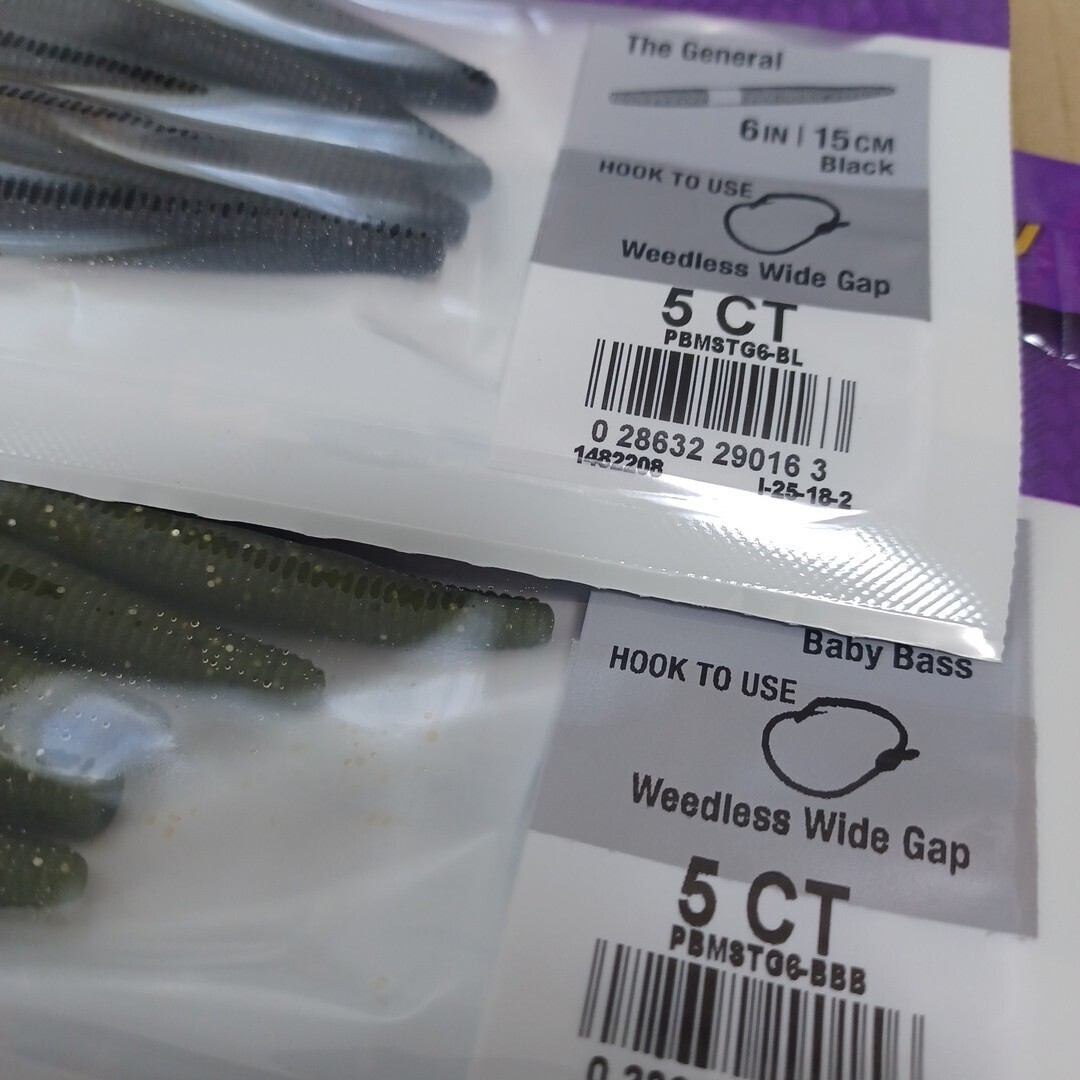 The General
6IN | 15CM
Black
HOOK TO USE
Weedless Wide Gap
5 CT
PBMSTG6-BL
0 28632 29016 3
1482208
I-25-18-2
Baby Bass
HOOK TO USE
Weedless Wide Gap
5 CT
PBMSTG6-BBB